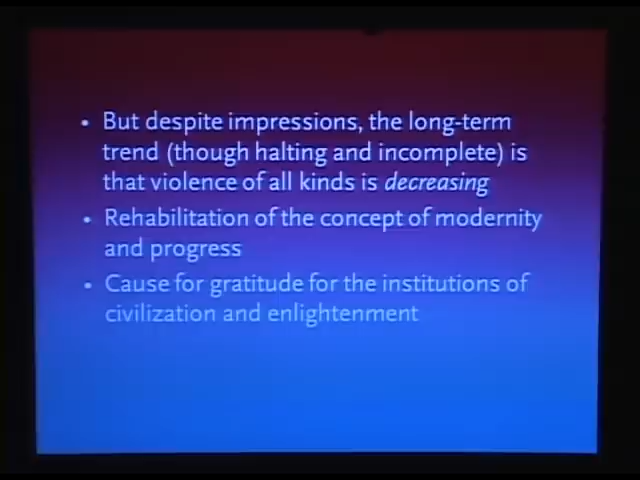 • But despite impressions, the long-term
trend (though halting and incomplete) is
that violence of all kinds is decreasing
• Rehabilitation of the concept of modernity
and progress
• Cause for gratitude for the institutions of
civilization and enlightenment